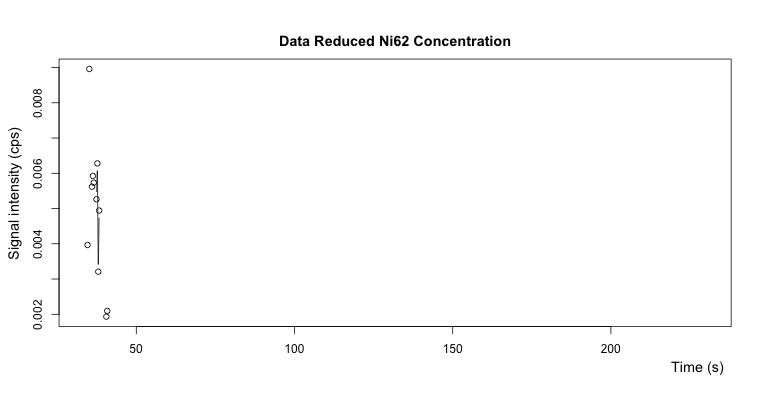 Data Reduced Ni62 Concentration
Signal intensity (cps)
0.008
0.006
0.004
0.002
50 100 150 200
Time (s)